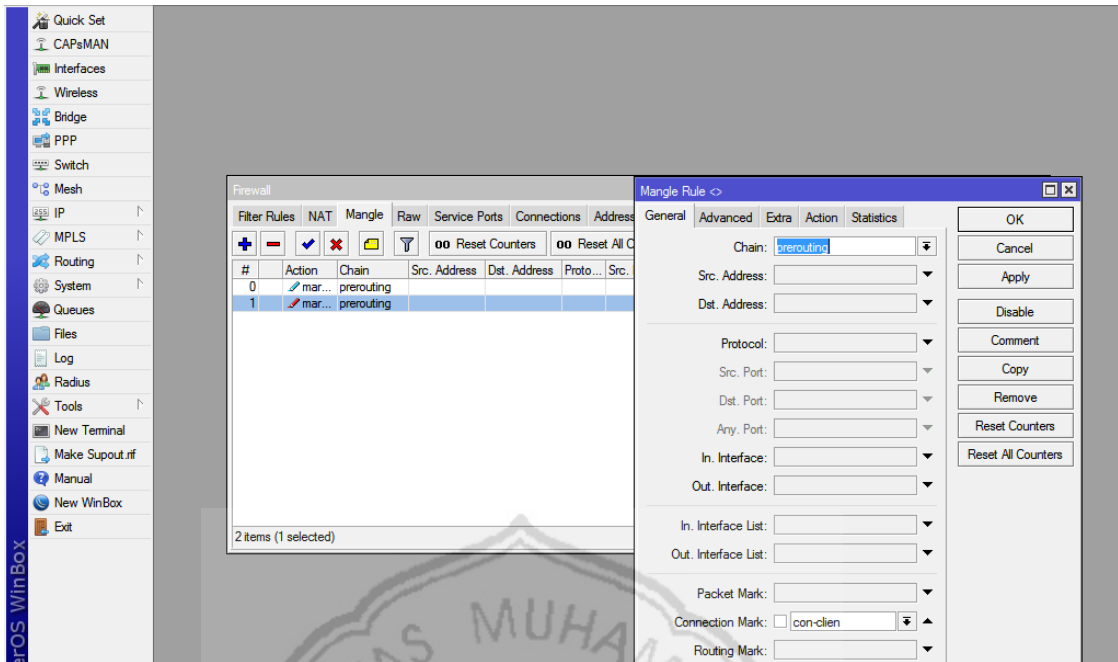 Quick Set
CAPsMAN
Interfaces
Wireless
Bridge
PPP
Switch
Mesh
IP
MPLS
Routing
System
Queues
Files
Log
Radius
Tools
New Terminal
Make Supout.rif
Manual
New WinBox
Exit
erOS WinBox
Firewall
Filter Rules NAT Mangle Raw Service Ports Connections Address
00 Reset Counters 00 Reset All C
# Action Chain Src. Address Dst. Address Proto... Src.
0 mar... prerouting
1 mar... prerouting
2 items (1 selected)
Mangle Rule <>
General Advanced Extra Action Statistics
Chain: prerouting
Src. Address:
Dst. Address:
Protocol:
Src. Port:
Dst. Port:
Any. Port:
In. Interface:
Out. Interface:
In. Interface List:
Out. Interface List:
Packet Mark:
Connection Mark: con-clien
Routing Mark:
OK
Cancel
Apply
Disable
Comment
Copy
Remove
Reset Counters
Reset All Counters
AS MUHAM